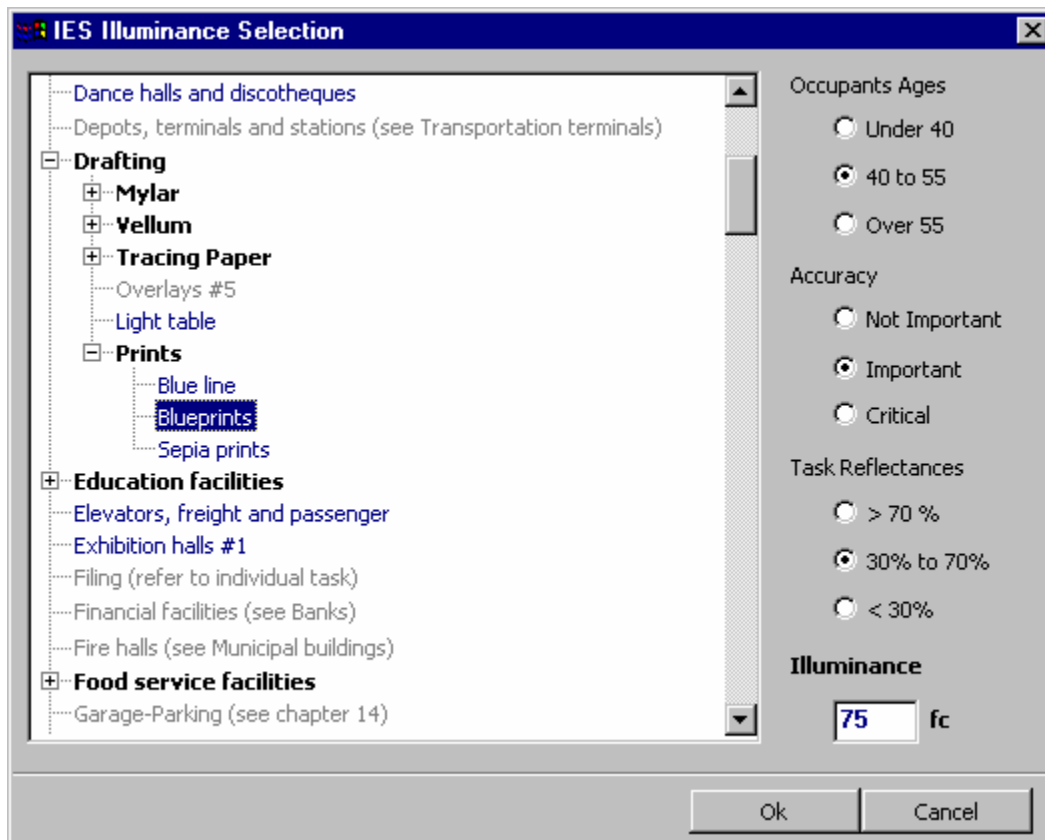 IES Illuminance Selection
Dance halls and discotheques
Depots, terminals and stations (see Transportation terminals)
Drafting
Mylar
Vellum
Tracing Paper
Overlays #5
Light table
Prints
Blue line
Blueprints
Sepia prints
Education facilities
Elevators, freight and passenger
Exhibition halls #1
Filing (refer to individual task)
Financial facilities (see Banks)
Fire halls (see Municipal buildings)
Food service facilities
Garage-Parking (see chapter 14)
Occupants Ages
Under 40
40 to 55
Over 55
Accuracy
Not Important
Important
Critical
Task Reflectances
> 70 %
30% to 70%
< 30%
Illuminance
75 fc
Ok Cancel